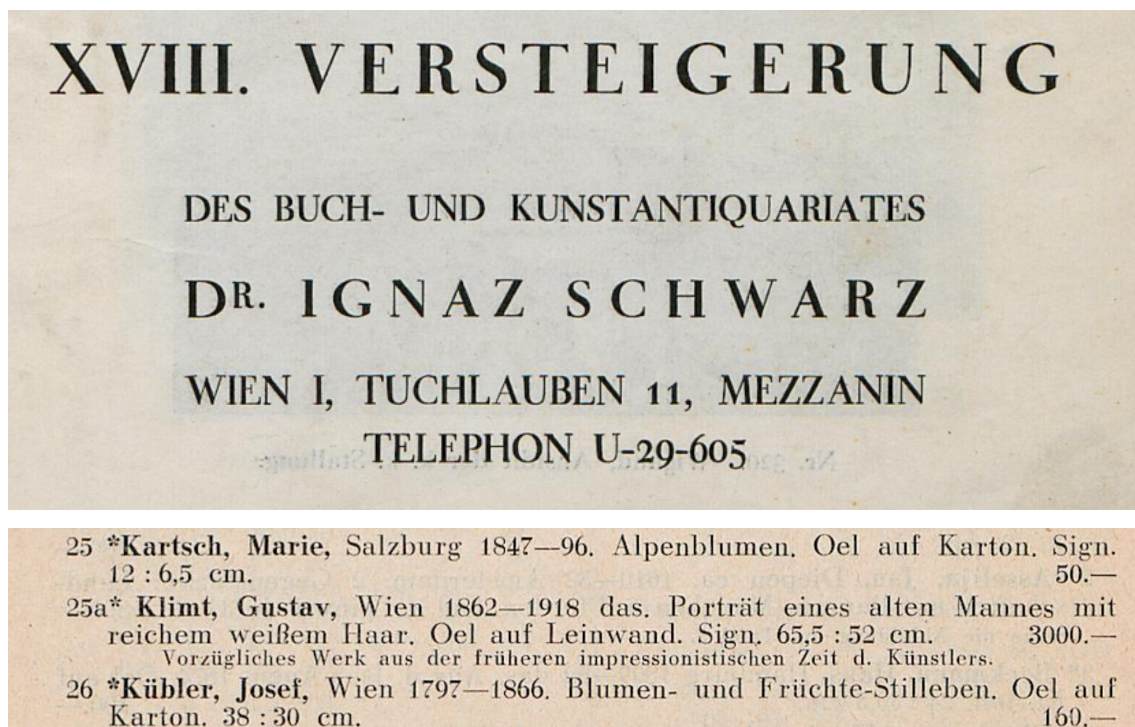 XVIII. VERSTEIGERUNG
DES BUCH- UND KUNSTANTIQUARIATES
DR. IGNAZ SCHWARZ
WIEN I, TUCHLAUBEN 11, MEZZANIN
TELEPHON U-29-605
25 *Kartsch, Marie, Salzburg 1847—96. Alpenblumen. Oel auf Karton. Sign.
12 : 6,5 cm. 50.—
25a* Klimt, Gustav, Wien 1862—1918 das. Porträt eines alten Mannes mit
reichem weißem Haar. Oel auf Leinwand. Sign. 65,5 : 52 cm. 3000.—
Vorzügliches Werk aus der früheren impressionistischen Zeit d. Künstlers.
26 *Kübler, Josef, Wien 1797—1866. Blumen- und Früchte-Stilleben. Oel auf
Karton. 38 : 30 cm. 160.—